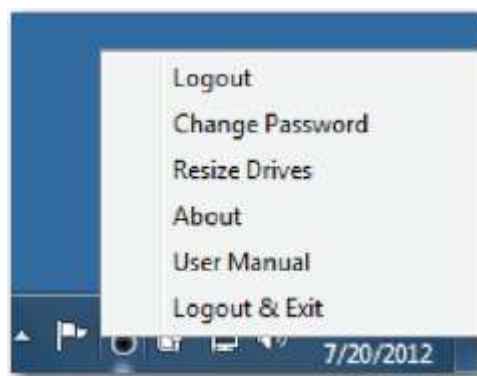 Logout
Change Password
Resize Drives
About
User Manual
Logout & Exit
7/20/2012